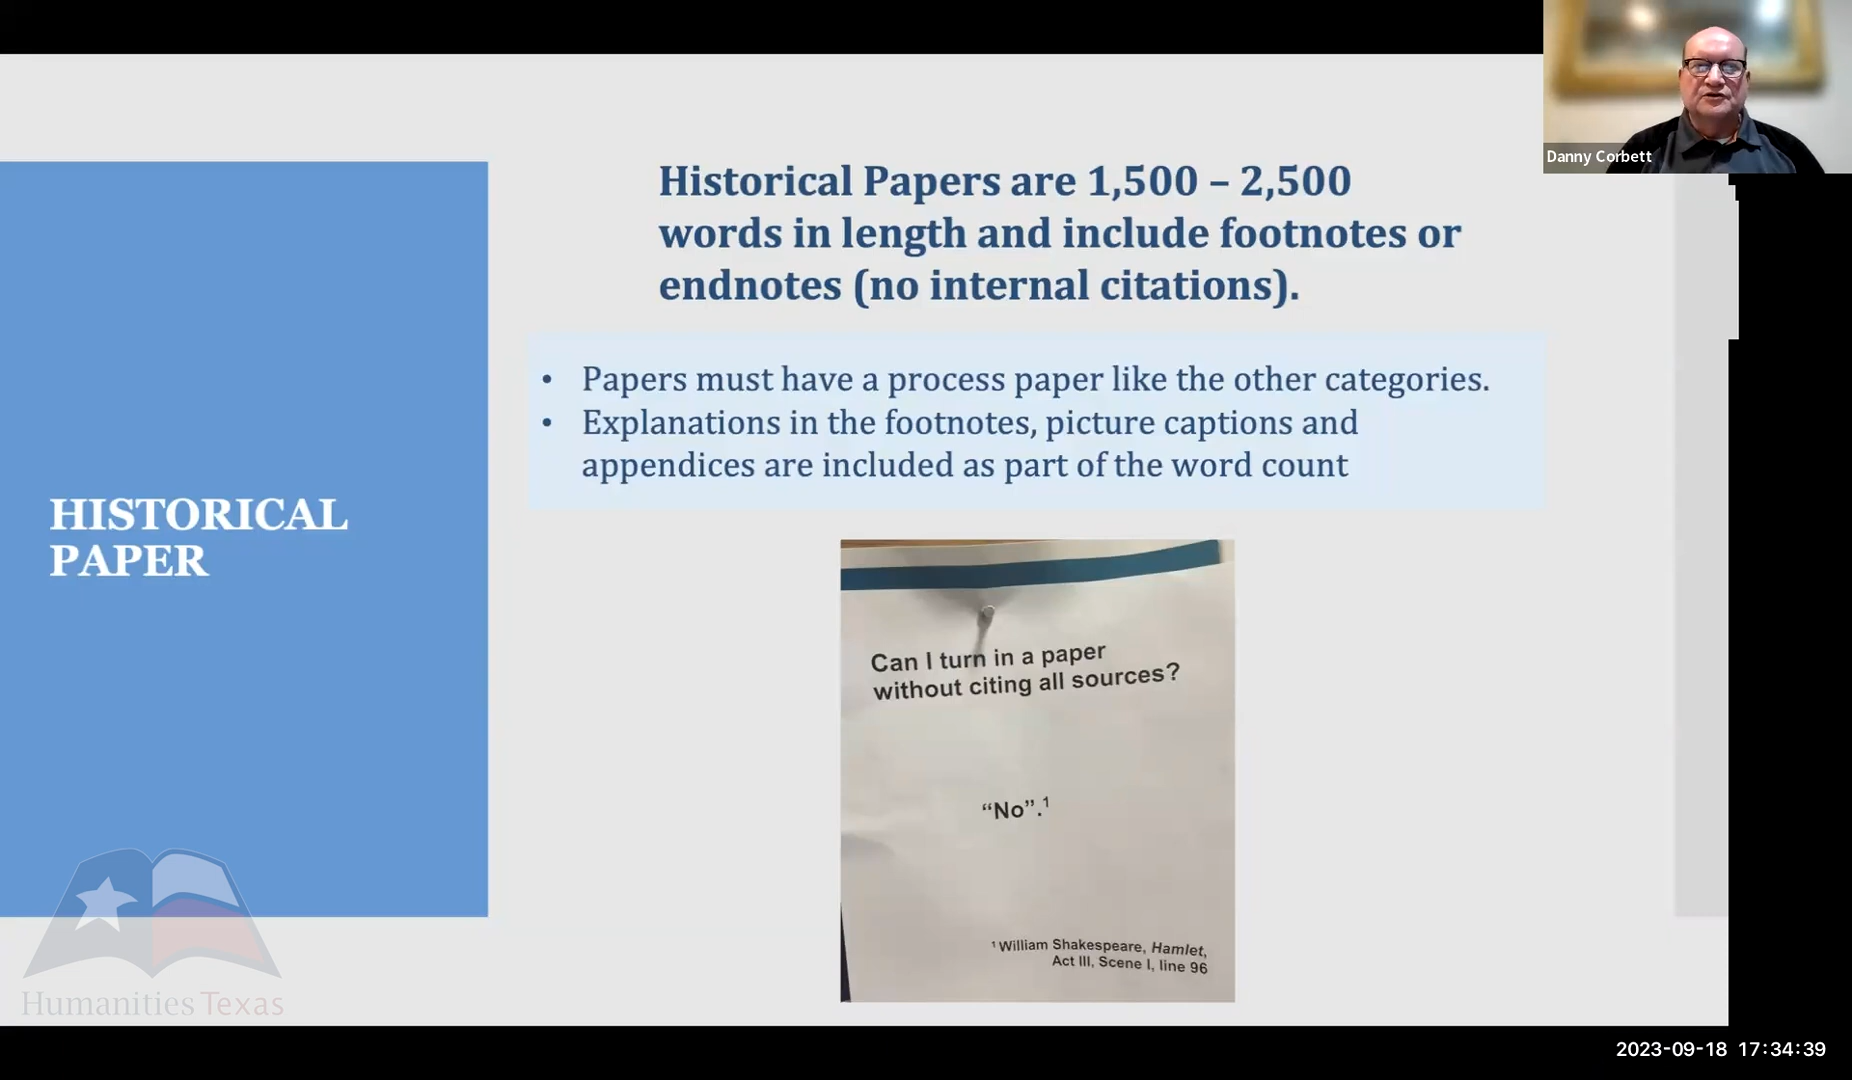 Danny Corbett
Historical Papers are 1,500 – 2,500
words in length and include footnotes or
endnotes (no internal citations).
• Papers must have a process paper like the other categories.
• Explanations in the footnotes, picture captions and
appendices are included as part of the word count
HISTORICAL
PAPER
Can I turn in a paper
without citing all sources?
“No”.¹
¹ William Shakespeare, Hamlet,
Act III, Scene I, line 96
Humanities Texas
2023-09-18 17:34:39